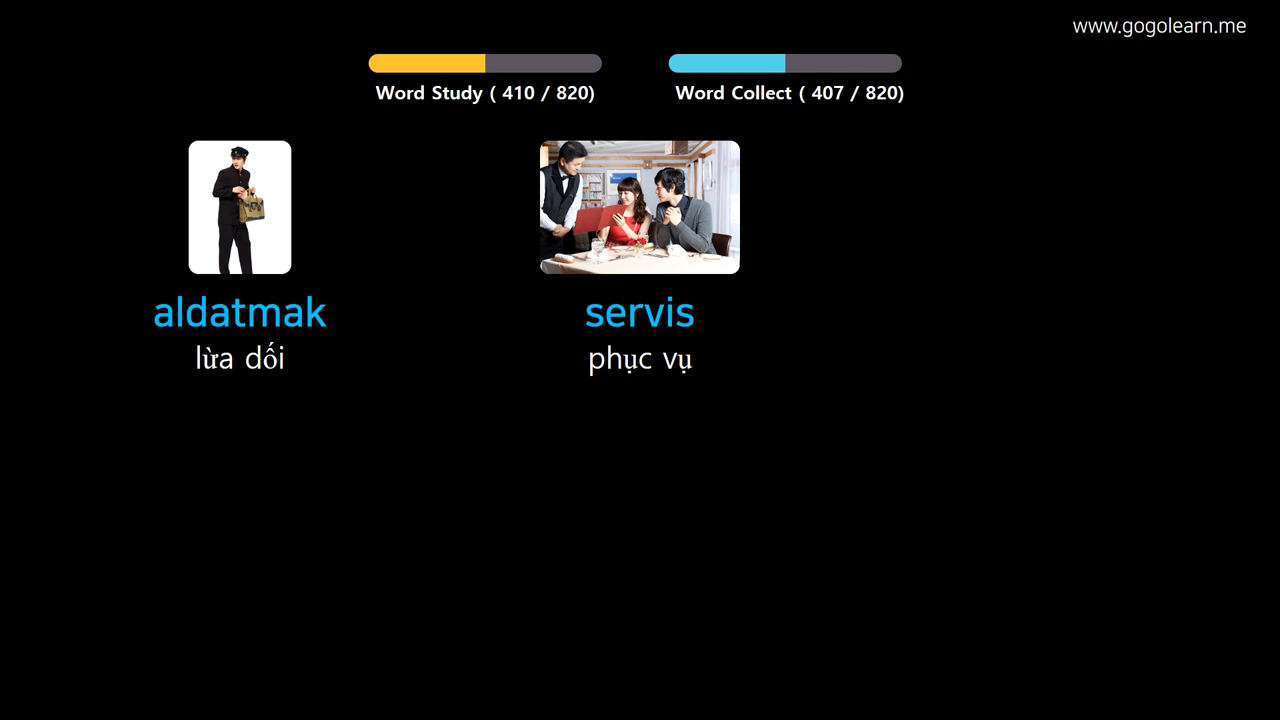 www.gogolearn.me
Word Study ( 410 / 820)
Word Collect ( 407 / 820)
aldatmak
lừa dối
servis
phục vụ